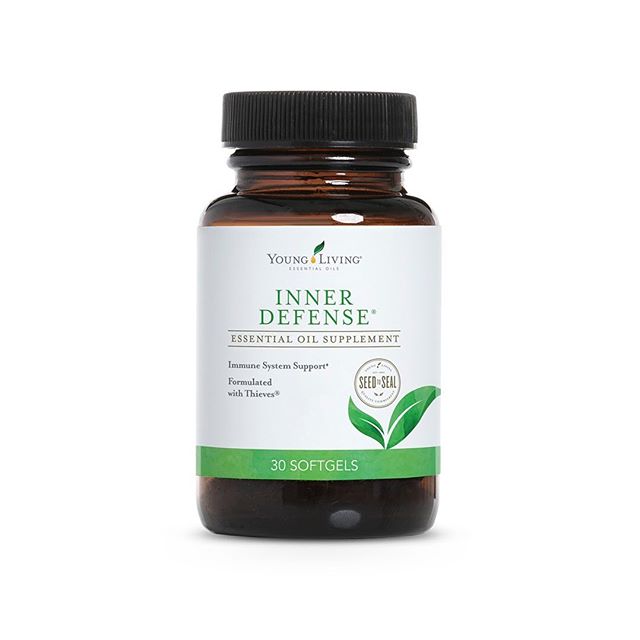 YOUNG LIVING®
ESSENTIAL OILS
INNER
DEFENSE®
ESSENTIAL OIL SUPPLEMENT
Immune System Support*
Formulated
with Thieves®
SEED TO SEAL
30 SOFTGELS